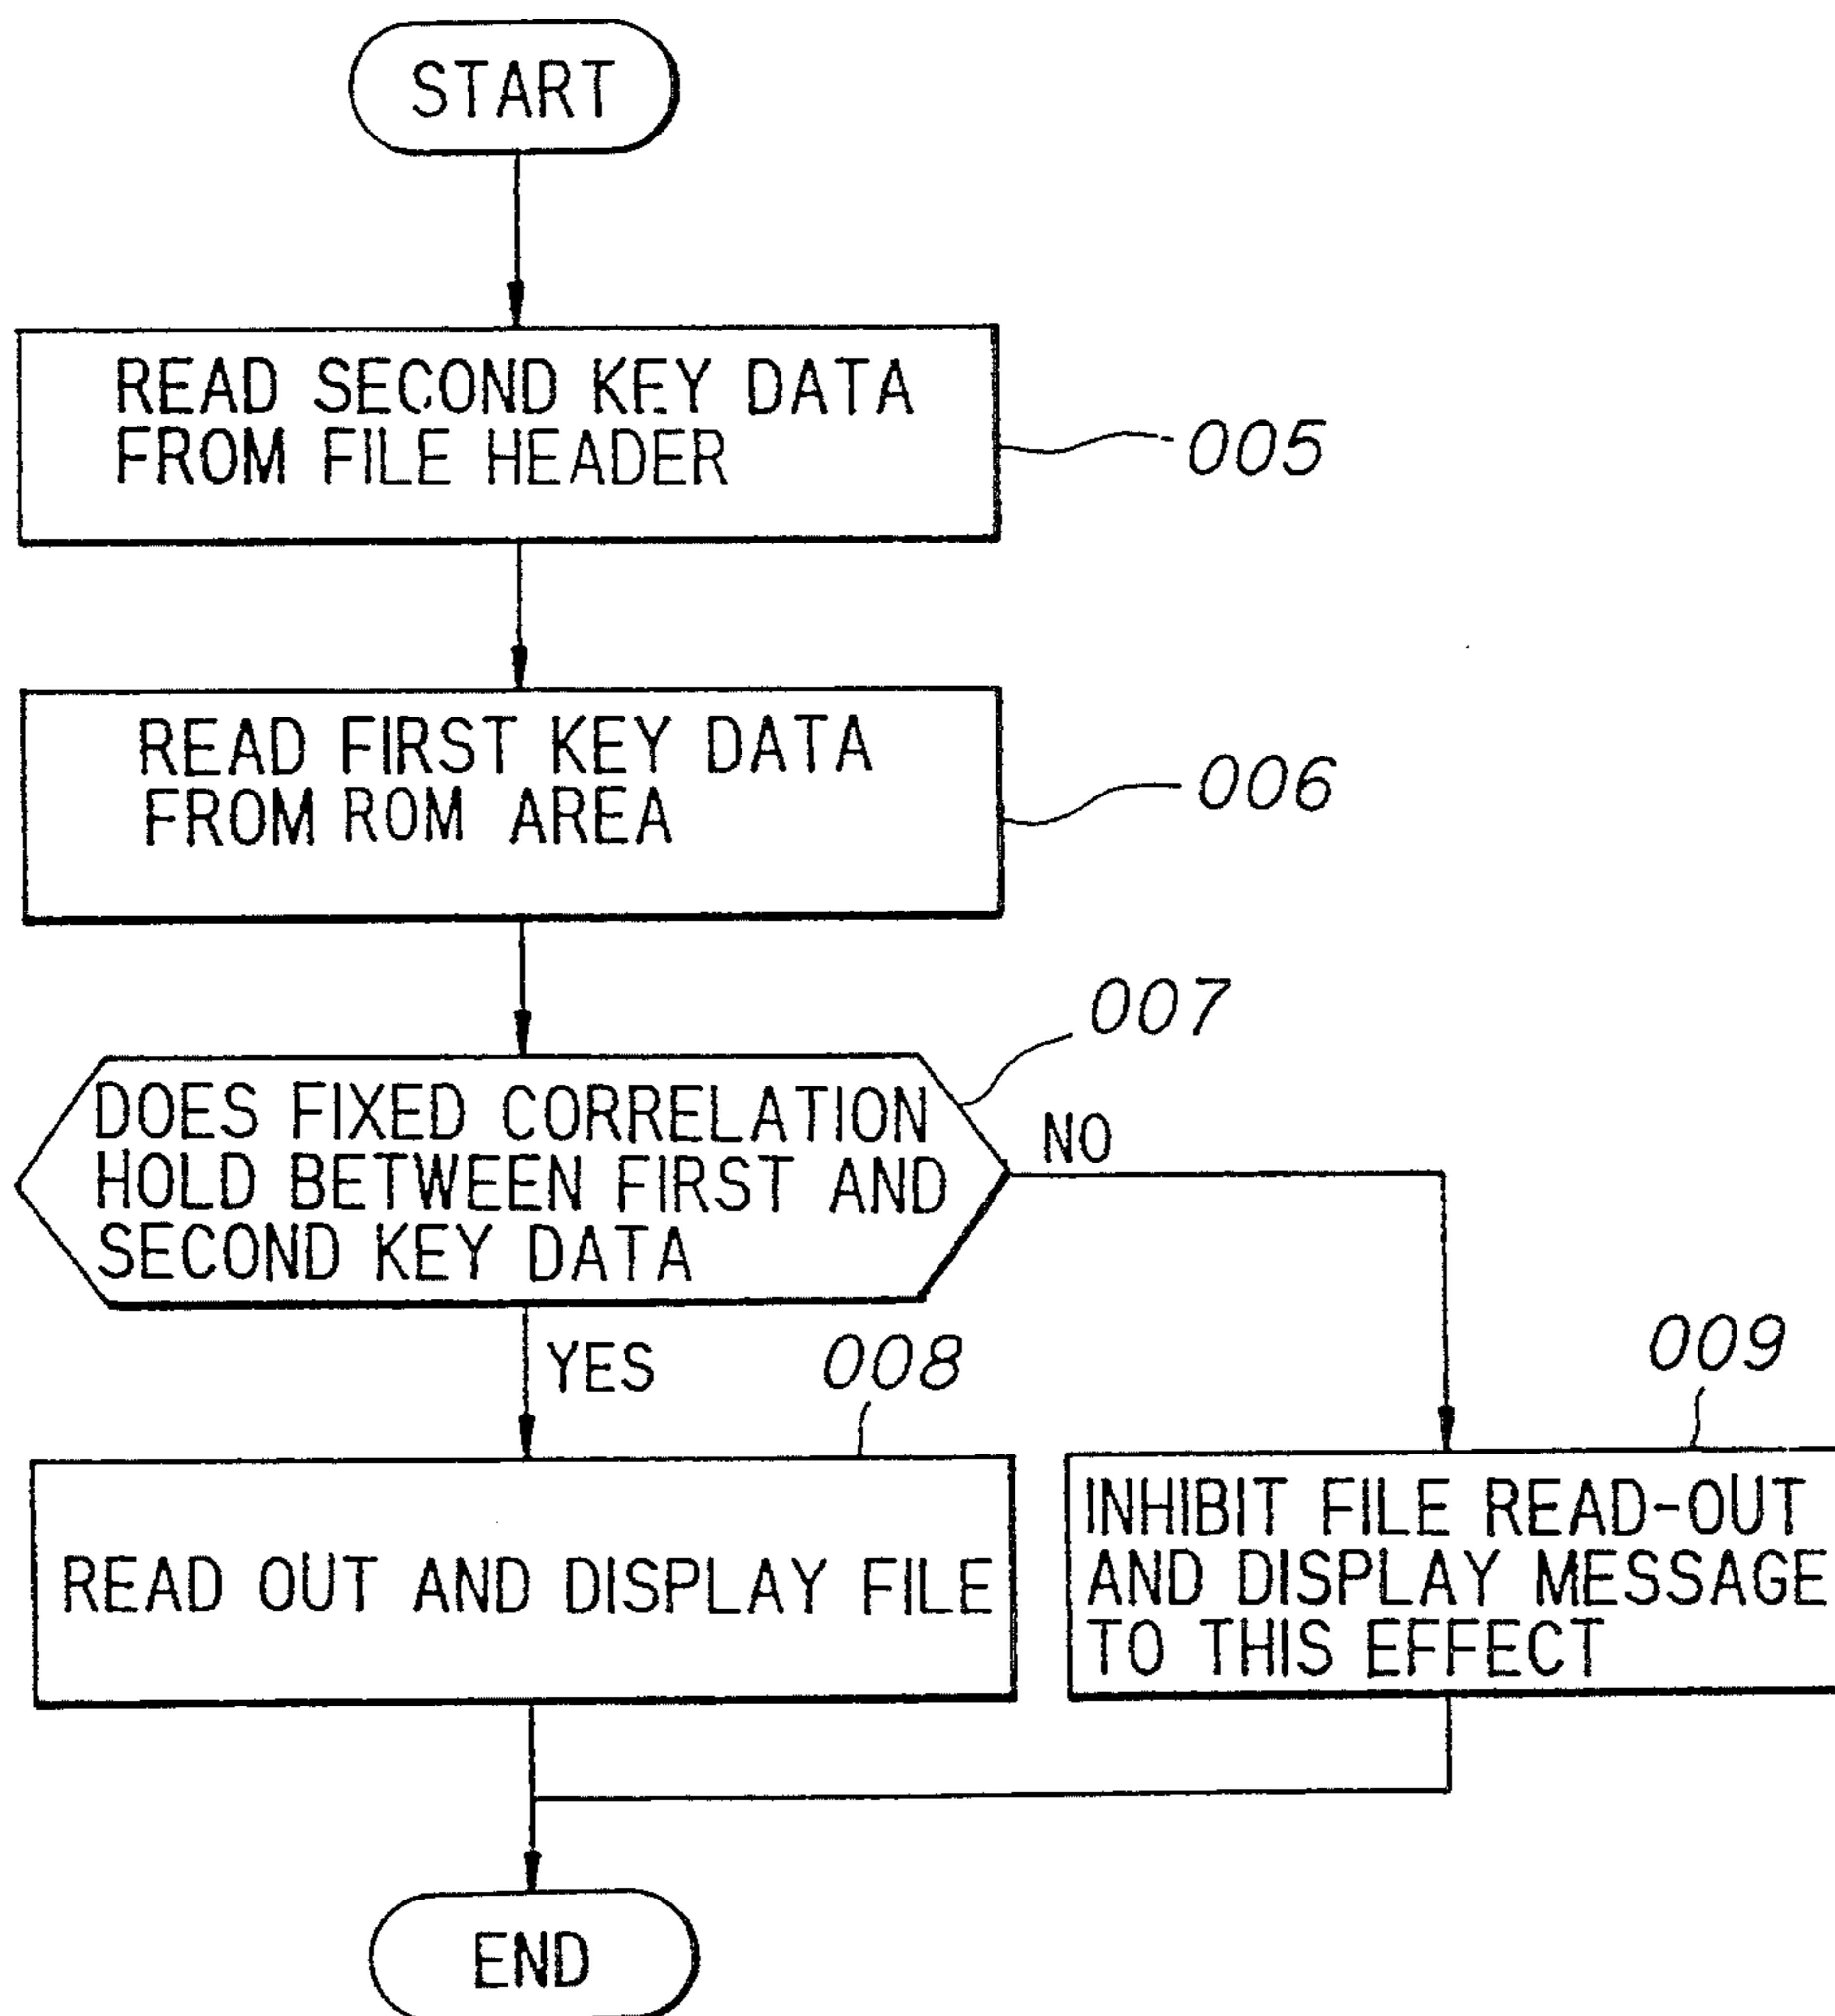 START
READ SECOND KEY DATA
FROM FILE HEADER
005
READ FIRST KEY DATA
FROM ROM AREA
006
007
DOES FIXED CORRELATION
HOLD BETWEEN FIRST AND
SECOND KEY DATA
NO
YES
008
009
READ OUT AND DISPLAY FILE
INHIBIT FILE READ-OUT
AND DISPLAY MESSAGE
TO THIS EFFECT
END